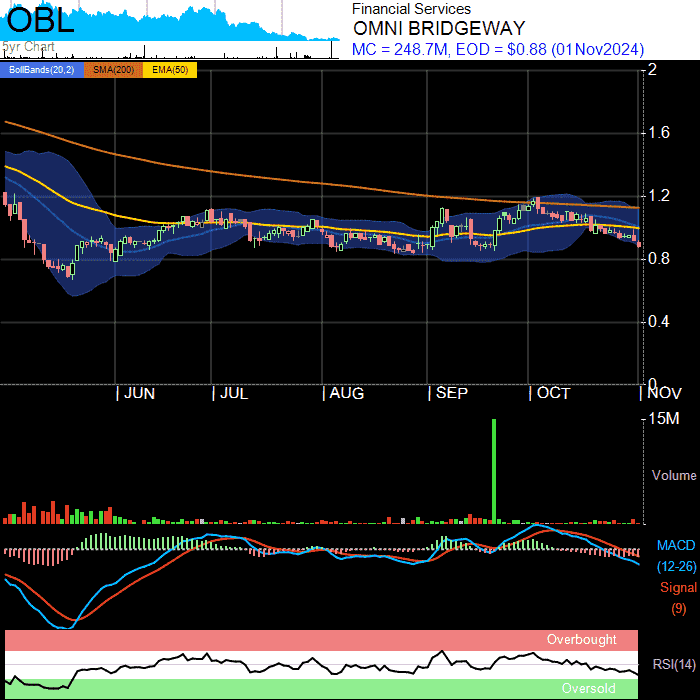 OBL
5yr Chart
Financial Services
OMNI BRIDGEWAY
MC = 248.7M, EOD = $0.88 (01Nov2024)
BollBands(20,2) SMA(200) EMA(50)
2
1.6
1.2
0.8
0.4
0
JUN JUL AUG SEP OCT NOV
15M
Volume
MACD
(12-26)
Signal
(9)
Overbought
RSI(14)
Oversold